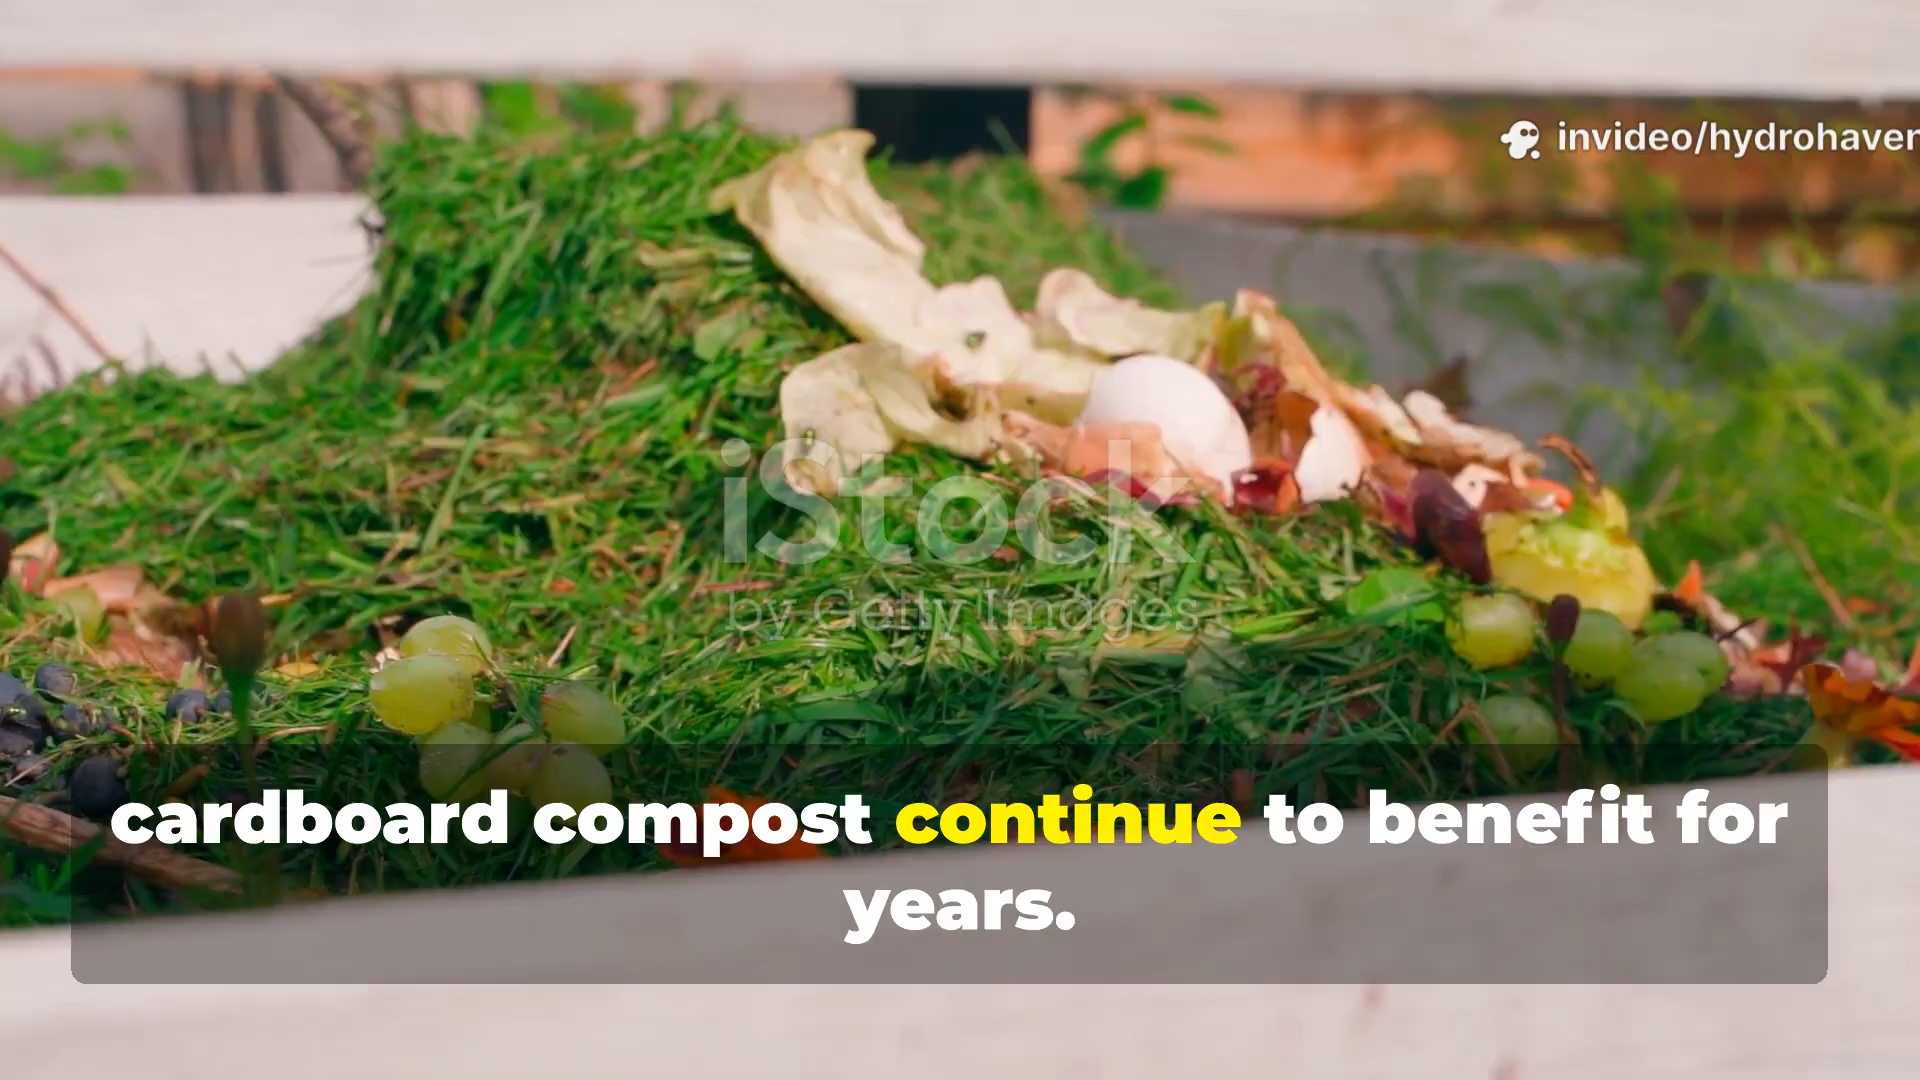 invideo/hydrohaven
iStock
by Getty Images
cardboard compost continue to benefit for
years.